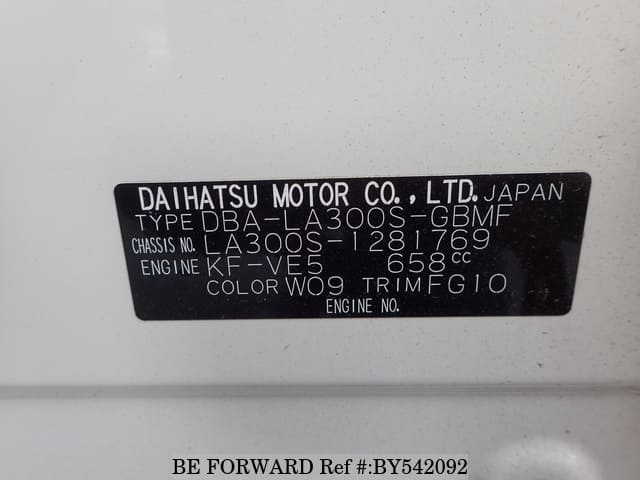 DAIHATSU MOTOR CO., LTD. JAPAN
TYPE DBA-LA300S-GBMF
CHASSIS NO. LA300S-1281769
ENGINE KF-VE5 658cc
COLOR W09 TRIM FG10
ENGINE NO.
BE FORWARD Ref #:BY542092